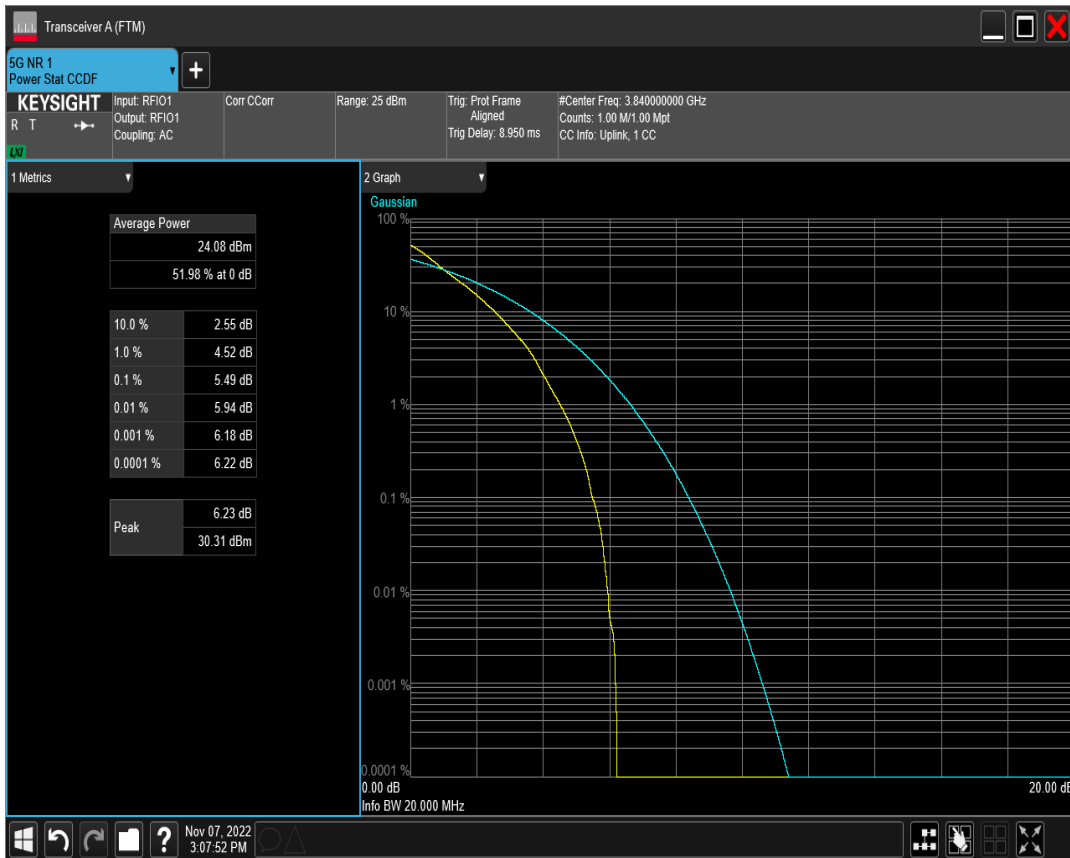 Transceiver A (FTM)
5G NR 1
Power Stat CCDF
+
KEYSIGHT
R T
LXI
Input: RFIO1
Output: RFIO1
Coupling: AC
Corr CCorr
Range: 25 dBm
Trig: Prot Frame
Aligned
Trig Delay: 8.950 ms
#Center Freq: 3.840000000 GHz
Counts: 1.00 M/1.00 Mpt
CC Info: Uplink, 1 CC
1 Metrics
Average Power
24.08 dBm
51.98 % at 0 dB
10.0 % 2.55 dB
1.0 % 4.52 dB
0.1 % 5.49 dB
0.01 % 5.94 dB
0.001 % 6.18 dB
0.0001 % 6.22 dB
Peak
6.23 dB
30.31 dBm
2 Graph
Gaussian
100 %
10 %
1 %
0.1 %
0.01 %
0.001 %
0.0001 %
0.00 dB
20.00 dB
Info BW 20.000 MHz
?
Nov 07, 2022
3:07:52 PM